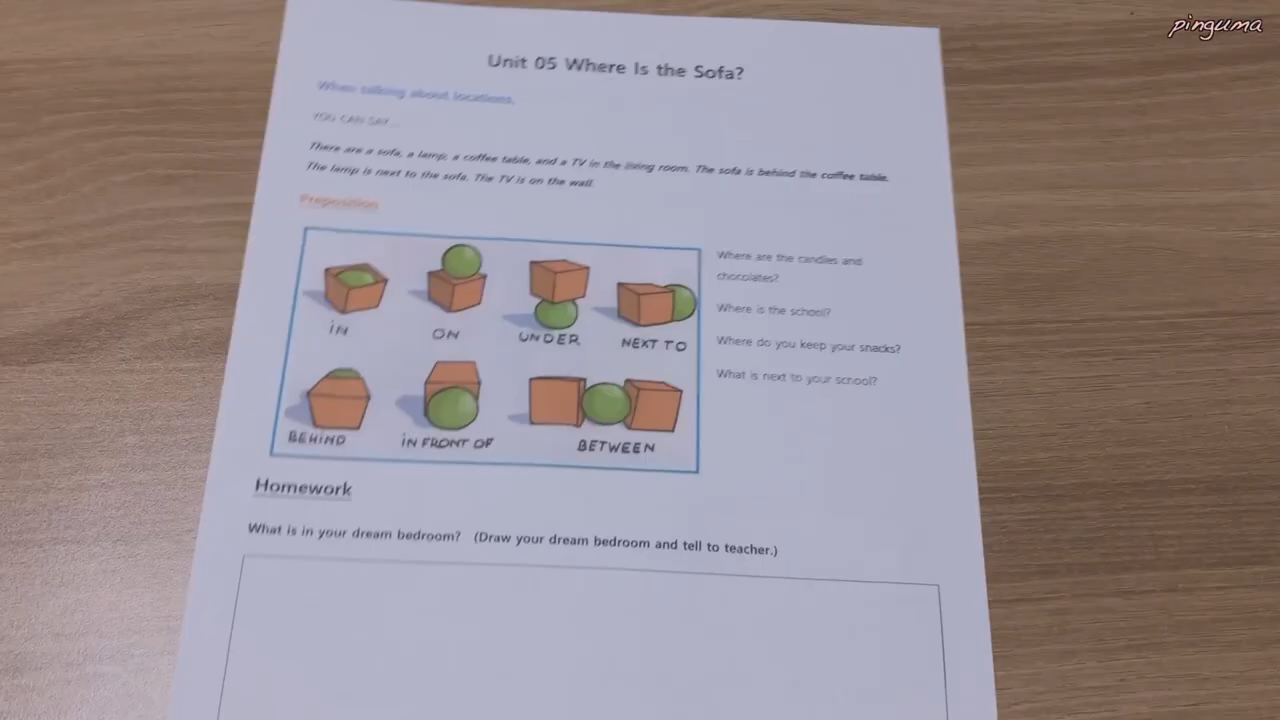 pinguma
Unit 05 Where Is the Sofa?
When talking about locations,
YOU CAN SAY...
There are a sofa, a lamp, a coffee table, and a TV in the living room. The sofa is behind the coffee table.
The lamp is next to the sofa. The TV is on the wall.
Preposition
IN
ON
UNDER
NEXT TO
BEHIND
IN FRONT OF
BETWEEN
Where are the candies and
chocolates?
Where is the school?
Where do you keep your snacks?
What is next to your school?
Homework
What is in your dream bedroom? (Draw your dream bedroom and tell to teacher.)